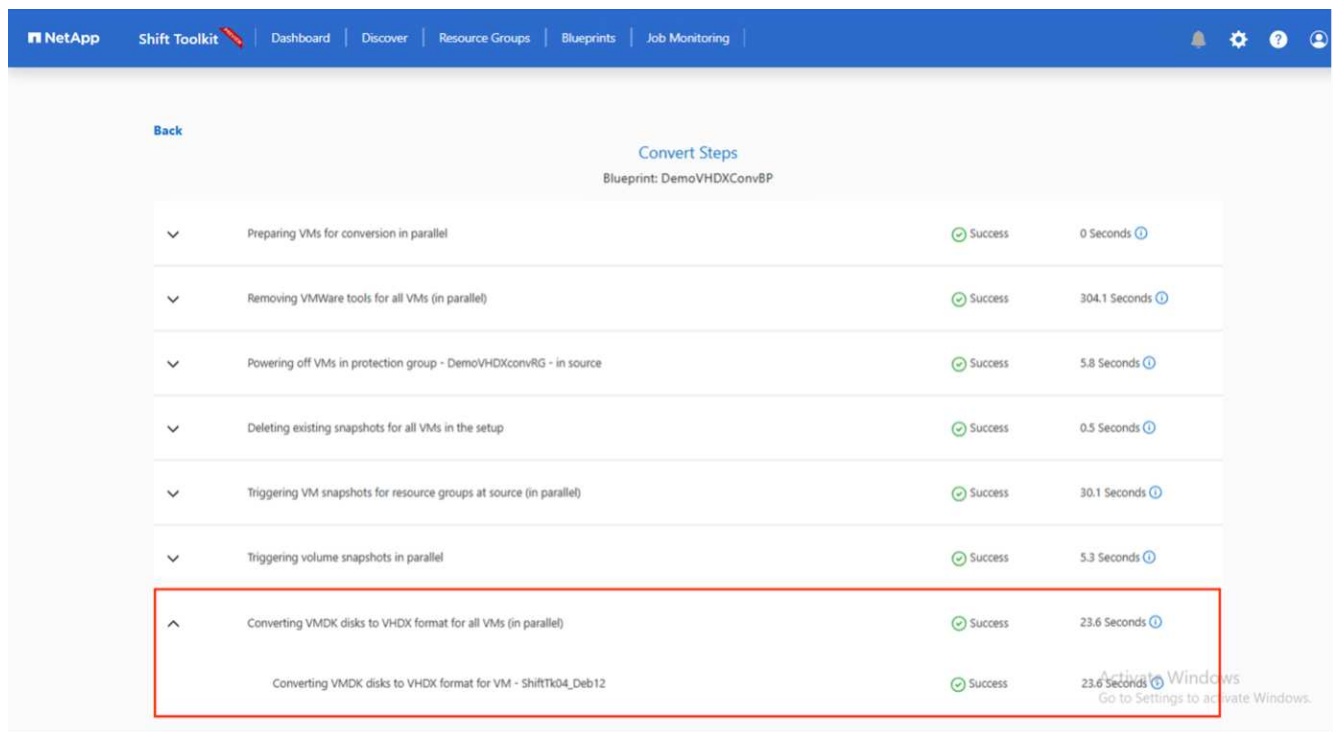 NetApp Shift Toolkit Dashboard Discover Resource Groups Blueprints Job Monitoring
Back
Convert Steps
Blueprint: DemoVHDXConvBP
Preparing VMs for conversion in parallel Success 0 Seconds
Removing VMWare tools for all VMs (in parallel) Success 304.1 Seconds
Powering off VMs in protection group - DemoVHDXconvRG - in source Success 5.8 Seconds
Deleting existing snapshots for all VMs in the setup Success 0.5 Seconds
Triggering VM snapshots for resource groups at source (in parallel) Success 30.1 Seconds
Triggering volume snapshots in parallel Success 5.3 Seconds
Converting VMDK disks to VHDX format for all VMs (in parallel) Success 23.6 Seconds
Converting VMDK disks to VHDX format for VM - ShiftTk04_Deb12 Success 23.6 Seconds
Activate Windows
Go to Settings to activate Windows.